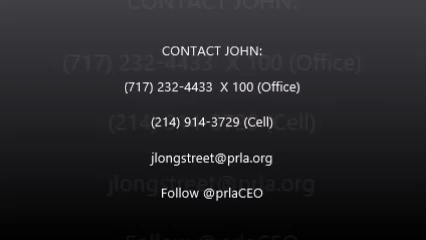 CONTACT JOHN:
(717) 232-4433 X 100 (Office)
(214) 914-3729 (Cell)
jlongstreet@prla.org
Follow @prlaCEO